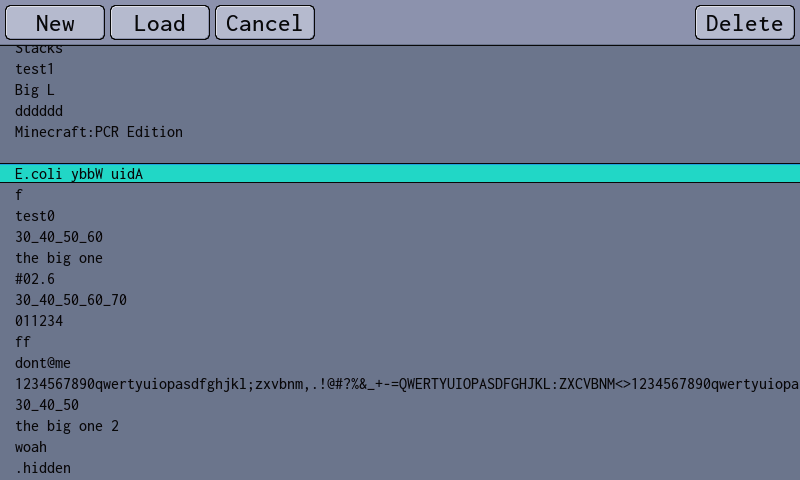 New Load Cancel Delete
Stacks
test1
Big L
dddddd
Minecraft:PCR Edition
E.coli ybbW uidA
f
test0
30_40_50_60
the big one
#02.6
30_40_50_60_70
011234
ff
dont@me
1234567890qwertyuiopasdfghjkl;zxvbnm,.!@#?%&_+-=QWERTYUIOPASDFGHJKL:ZXCVBNM<>1234567890qwertyuiopa
30_40_50
the big one 2
woah
.hidden